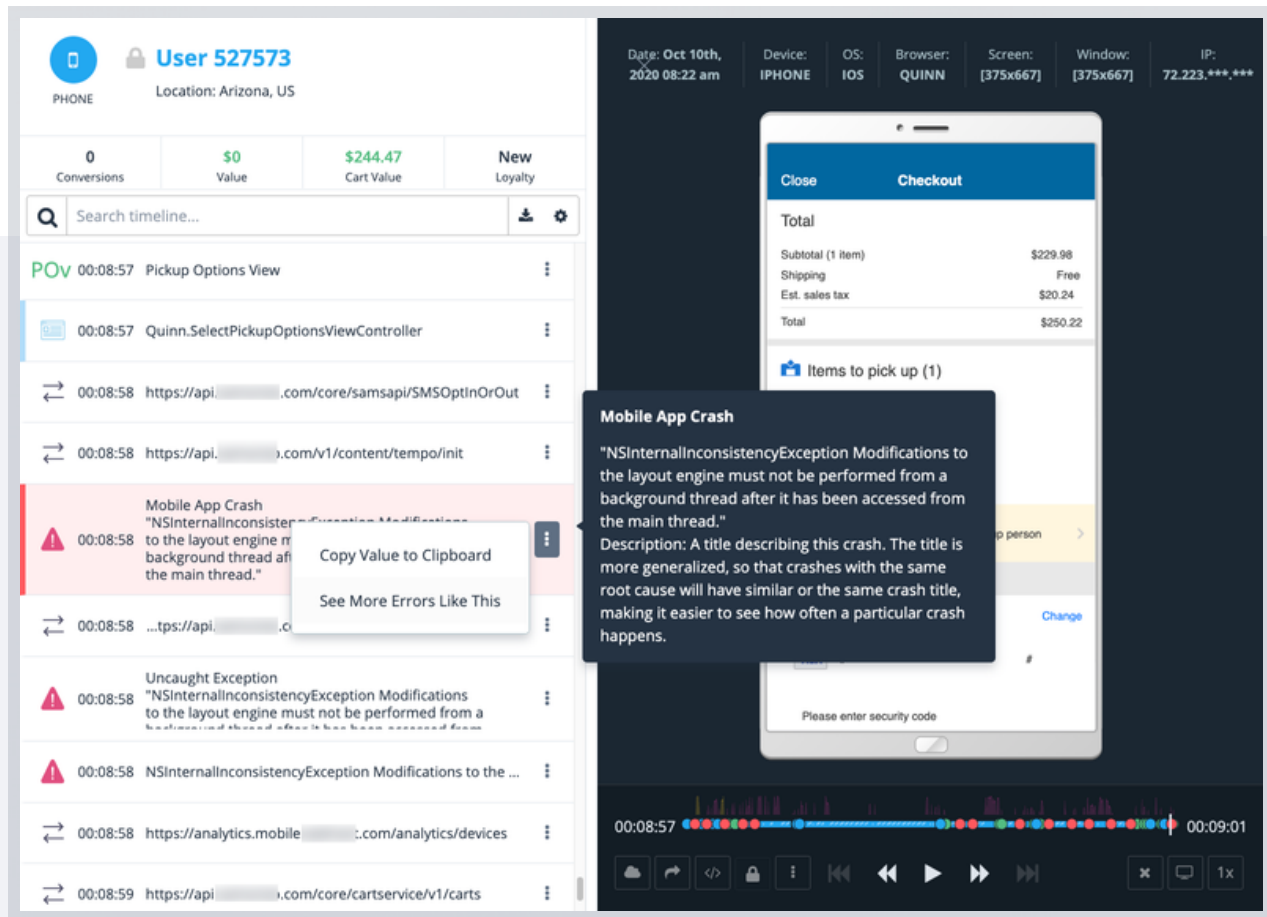 User 527573
PHONE
Location: Arizona, US
0
Conversions
$0
Value
$244.47
Cart Value
New
Loyalty
Search timeline...
POv 00:08:57 Pickup Options View
00:08:57 Quinn.SelectPickupOptionsViewController
00:08:58 https://api. .com/core/samsapi/SMSOptInOrOut
00:08:58 https://api. .com/v1/content/tempo/init
Mobile App Crash
"NSInternalInconsistencyException Modifications
00:08:58 to the layout engine m
background thread aft
the main thread."
Copy Value to Clipboard
See More Errors Like This
00:08:58 ...tps://api. .c
Uncaught Exception
00:08:58 "NSInternalInconsistencyException Modifications
to the layout engine must not be performed from a
background thread after it has been accessed from
00:08:58 NSInternalInconsistencyException Modifications to the ...
00:08:58 https://analytics.mobile t.com/analytics/devices
00:08:59 https://api .com/core/cartservice/v1/carts
Date: Oct 10th,
2020 08:22 am
Device:
IPHONE
OS:
IOS
Browser:
QUINN
Screen:
[375x667]
Window:
[375x667]
IP:
72.223.***.***
Close Checkout
Total
Subtotal (1 item) $229.98
Shipping Free
Est. sales tax $20.24
Total $250.22
Items to pick up (1)
Mobile App Crash
"NSInternalInconsistencyException Modifications to
the layout engine must not be performed from a
background thread after it has been accessed from
the main thread."
Description: A title describing this crash. The title is
more generalized, so that crashes with the same
root cause will have similar or the same crash title,
making it easier to see how often a particular crash
happens.
p person
Change
#
Please enter security code
00:08:57 00:09:01
</> 1x